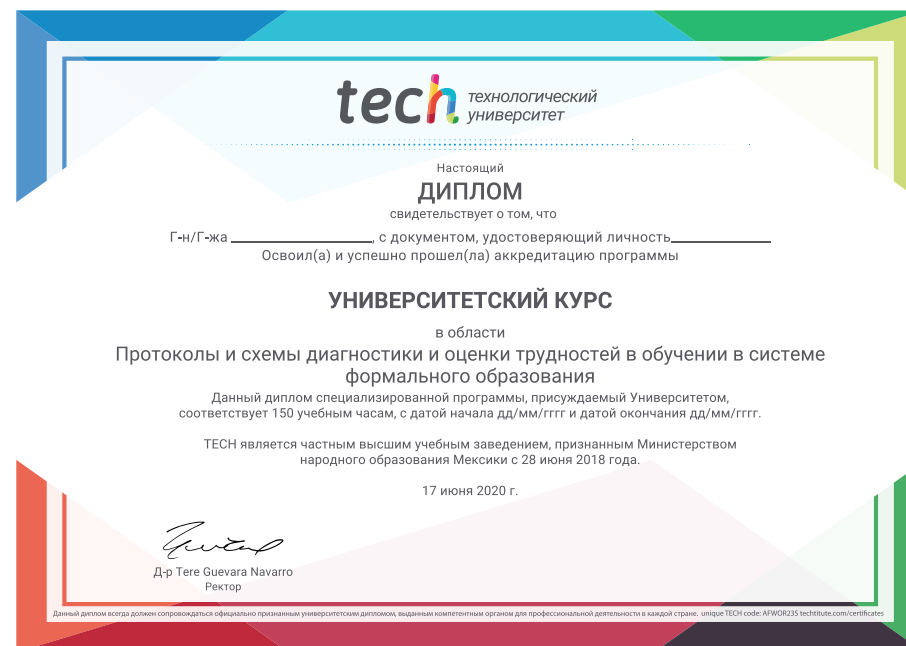 tech технологический
университет
Настоящий
ДИПЛОМ
свидетельствует о том, что
Г-н/Г-жа ____________________, с документом, удостоверяющий личность______________
Освоил(а) и успешно прошел(ла) аккредитацию программы
УНИВЕРСИТЕТСКИЙ КУРС
в области
Протоколы и схемы диагностики и оценки трудностей в обучении в системе
формального образования
Данный диплом специализированной программы, присуждаемый Университетом,
соответствует 150 учебным часам, с датой начала дд/мм/гггг и датой окончания дд/мм/гггг.
TECH является частным высшим учебным заведением, признанным Министерством
народного образования Мексики с 28 июня 2018 года.
17 июня 2020 г.
Д-р Tere Guevara Navarro
Ректор
Данный диплом всегда должен сопровождаться официально признанным университетским дипломом, выданным компетентным органом для профессиональной деятельности в каждой стране. unique TECH code: AFWOR23S techtitute.com/certificates